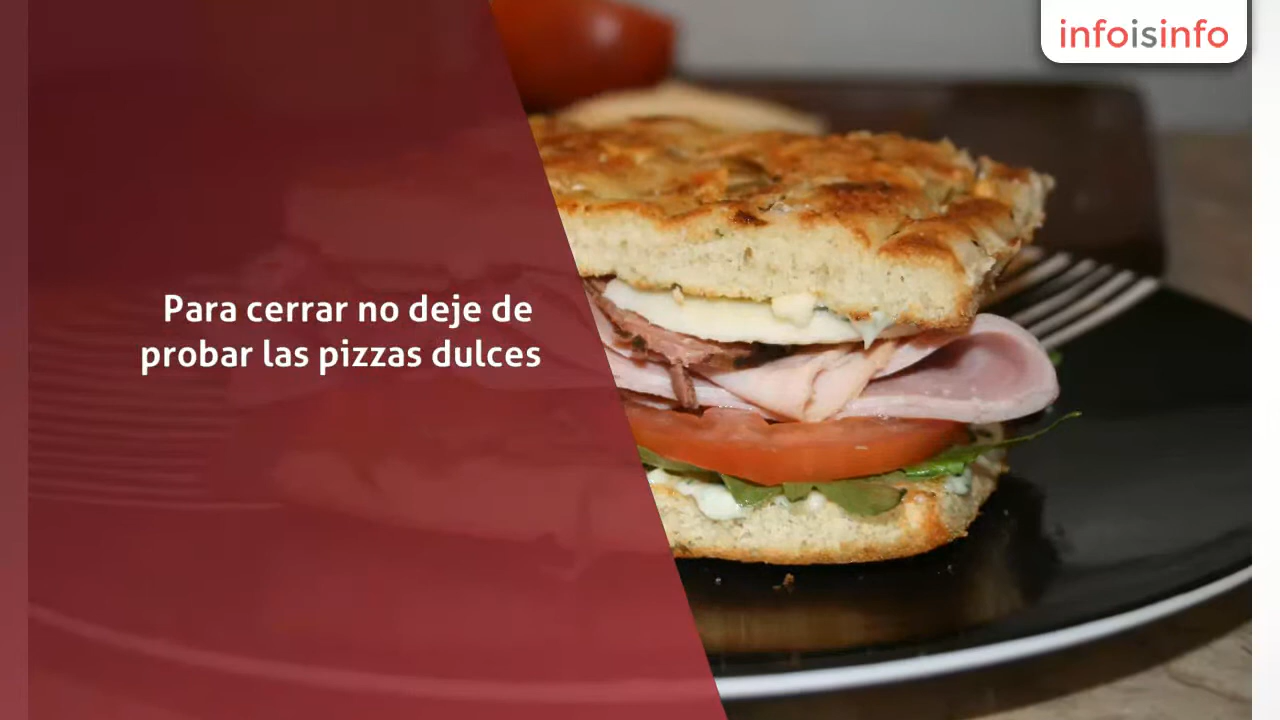 infoisinfo
Para cerrar no deje de
probar las pizzas dulces